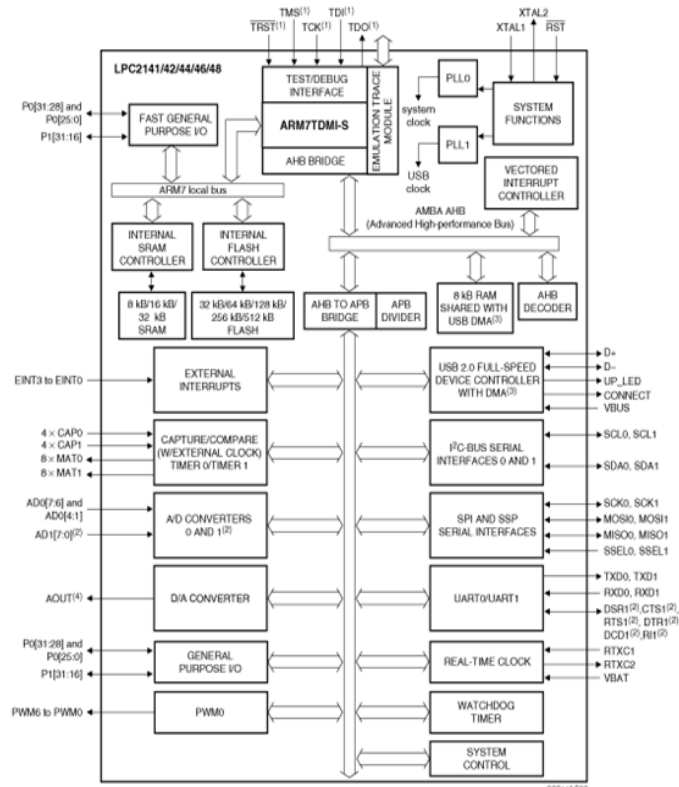 TMS(1) TDI(1)
TRST(1) TCK(1) TDO(1)
XTAL2
XTAL1 RST
LPC2141/42/44/46/48
TEST/DEBUG
INTERFACE
ARM7TDMI-S
AHB BRIDGE
EMULATION TRACE
MODULE
PLL0
system
clock
PLL1
USB
clock
SYSTEM
FUNCTIONS
VECTORED
INTERRUPT
CONTROLLER
P0[31:28] and
P0[25:0]
P1[31:16]
FAST GENERAL
PURPOSE I/O
ARM7 local bus
AMBA AHB
(Advanced High-performance Bus)
INTERNAL
SRAM
CONTROLLER
INTERNAL
FLASH
CONTROLLER
8 kB/16 kB/
32 kB
SRAM
32 kB/64 kB/128 kB/
256 kB/512 kB
FLASH
AHB TO APB
BRIDGE
APB
DIVIDER
8 kB RAM
SHARED WITH
USB DMA(3)
AHB
DECODER
EINT3 to EINT0
EXTERNAL
INTERRUPTS
USB 2.0 FULL-SPEED
DEVICE CONTROLLER
WITH DMA(3)
D+
D−
UP_LED
CONNECT
VBUS
4 × CAP0
4 × CAP1
8 × MAT0
8 × MAT1
CAPTURE/COMPARE
(W/EXTERNAL CLOCK)
TIMER 0/TIMER 1
I2C-BUS SERIAL
INTERFACES 0 AND 1
SCL0, SCL1
SDA0, SDA1
AD0[7:6] and
AD0[4:1]
AD1[7:0](2)
A/D CONVERTERS
0 AND 1(2)
SPI AND SSP
SERIAL INTERFACES
SCK0, SCK1
MOSI0, MOSI1
MISO0, MISO1
SSEL0, SSEL1
AOUT(4)
D/A CONVERTER
UART0/UART1
TXD0, TXD1
RXD0, RXD1
DSR1(2),CTS1(2),
RTS1(2), DTR1(2)
DCD1(2),RI1(2)
P0[31:28] and
P0[25:0]
P1[31:16]
GENERAL
PURPOSE I/O
REAL-TIME CLOCK
RTXC1
RTXC2
VBAT
PWM6 to PWM0
PWM0
WATCHDOG
TIMER
SYSTEM
CONTROL